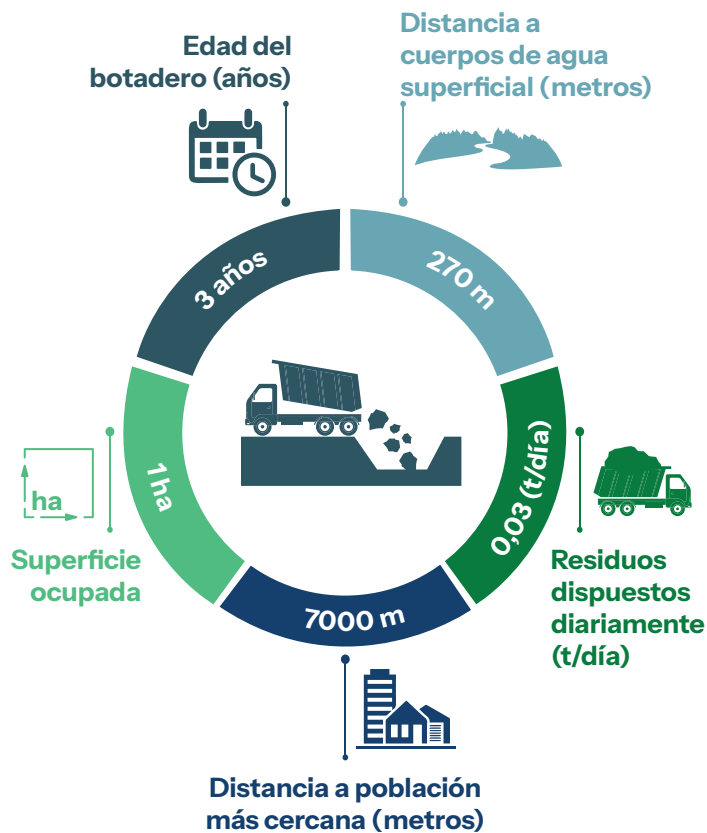 Edad del
botadero (años)
Distancia a
cuerpos de agua
superficial (metros)
3 años
270 m
1 ha
0,03 (t/día)
ha
Superficie
ocupada
Residuos
dispuestos
diariamente
(t/día)
7000 m
Distancia a población
más cercana (metros)